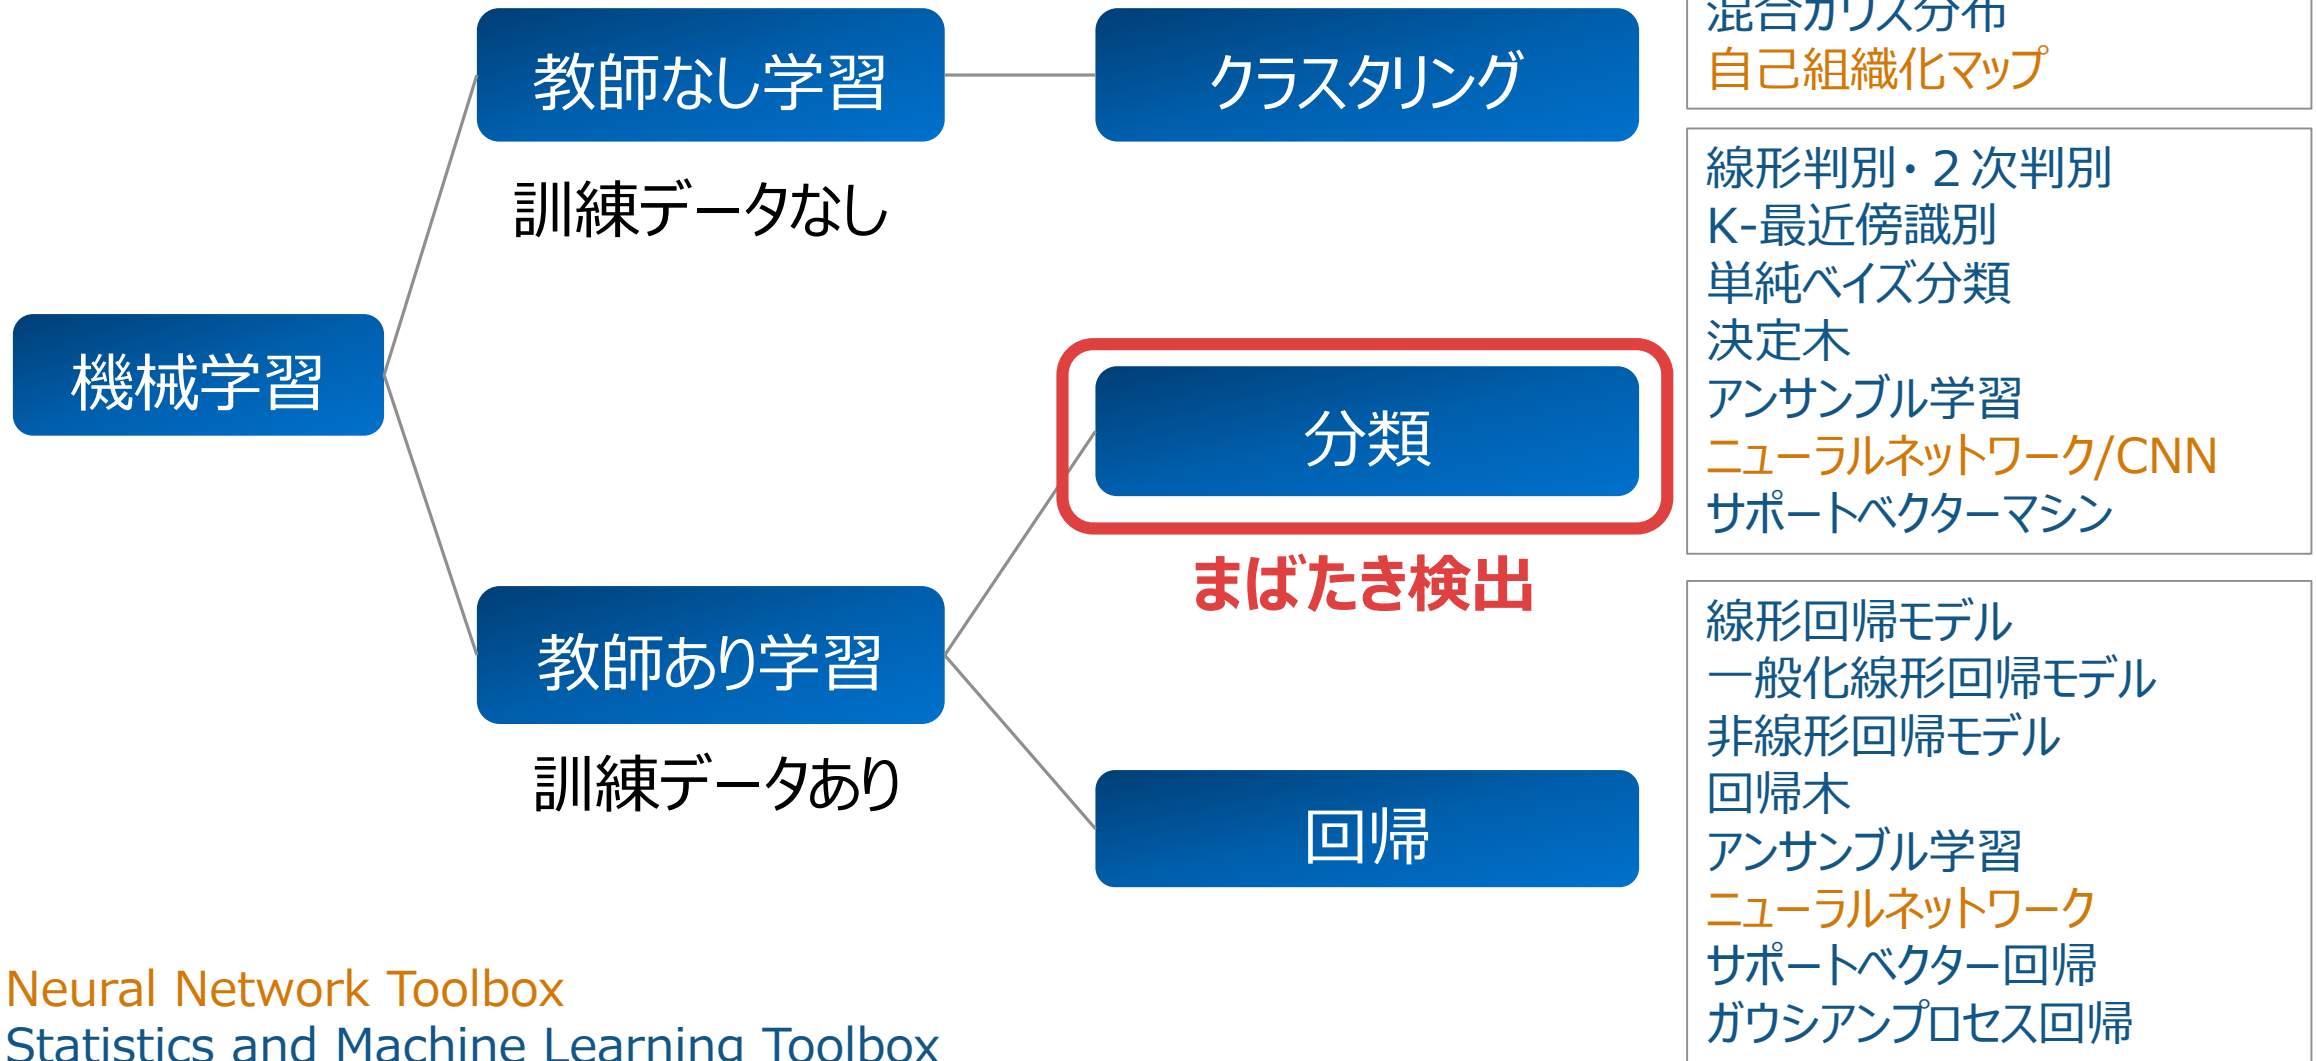 混合ガウス分布
自己組織化マップ
教師なし学習
クラスタリング
訓練データなし
線形判別・２次判別
K-最近傍識別
単純ベイズ分類
決定木
アンサンブル学習
ニューラルネットワーク/CNN
サポートベクターマシン
機械学習
分類
まばたき検出
教師あり学習
訓練データあり
回帰
線形回帰モデル
一般化線形回帰モデル
非線形回帰モデル
回帰木
アンサンブル学習
ニューラルネットワーク
サポートベクター回帰
ガウシアンプロセス回帰
Neural Network Toolbox
Statistics and Machine Learning Toolbox